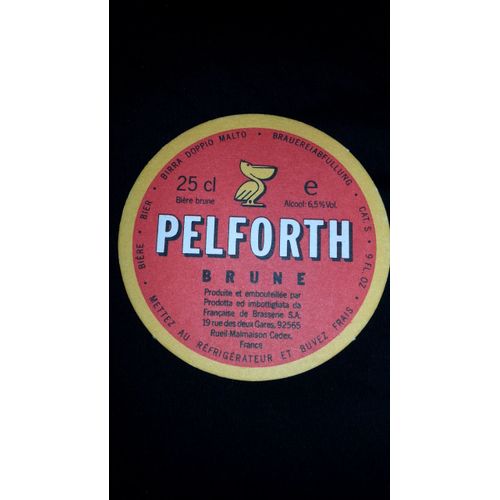 BIÈRE • BIER • BIRRA DOPPIO MALTO • BRAUEREIABFÜLLUNG • CAT. S • 9 FL. OZ •
25 cl
Bière brune
e
Alcool: 6,5% Vol.
PELFORTH
BRUNE
Produite et embouteillée par
Prodotta ed imbottigliata da
Française de Brasserie S.A.
19 rue des deux Gares, 92565
Rueil-Malmaison Cedex,
France
METTEZ AU RÉFRIGÉRATEUR ET BUVEZ FRAIS •